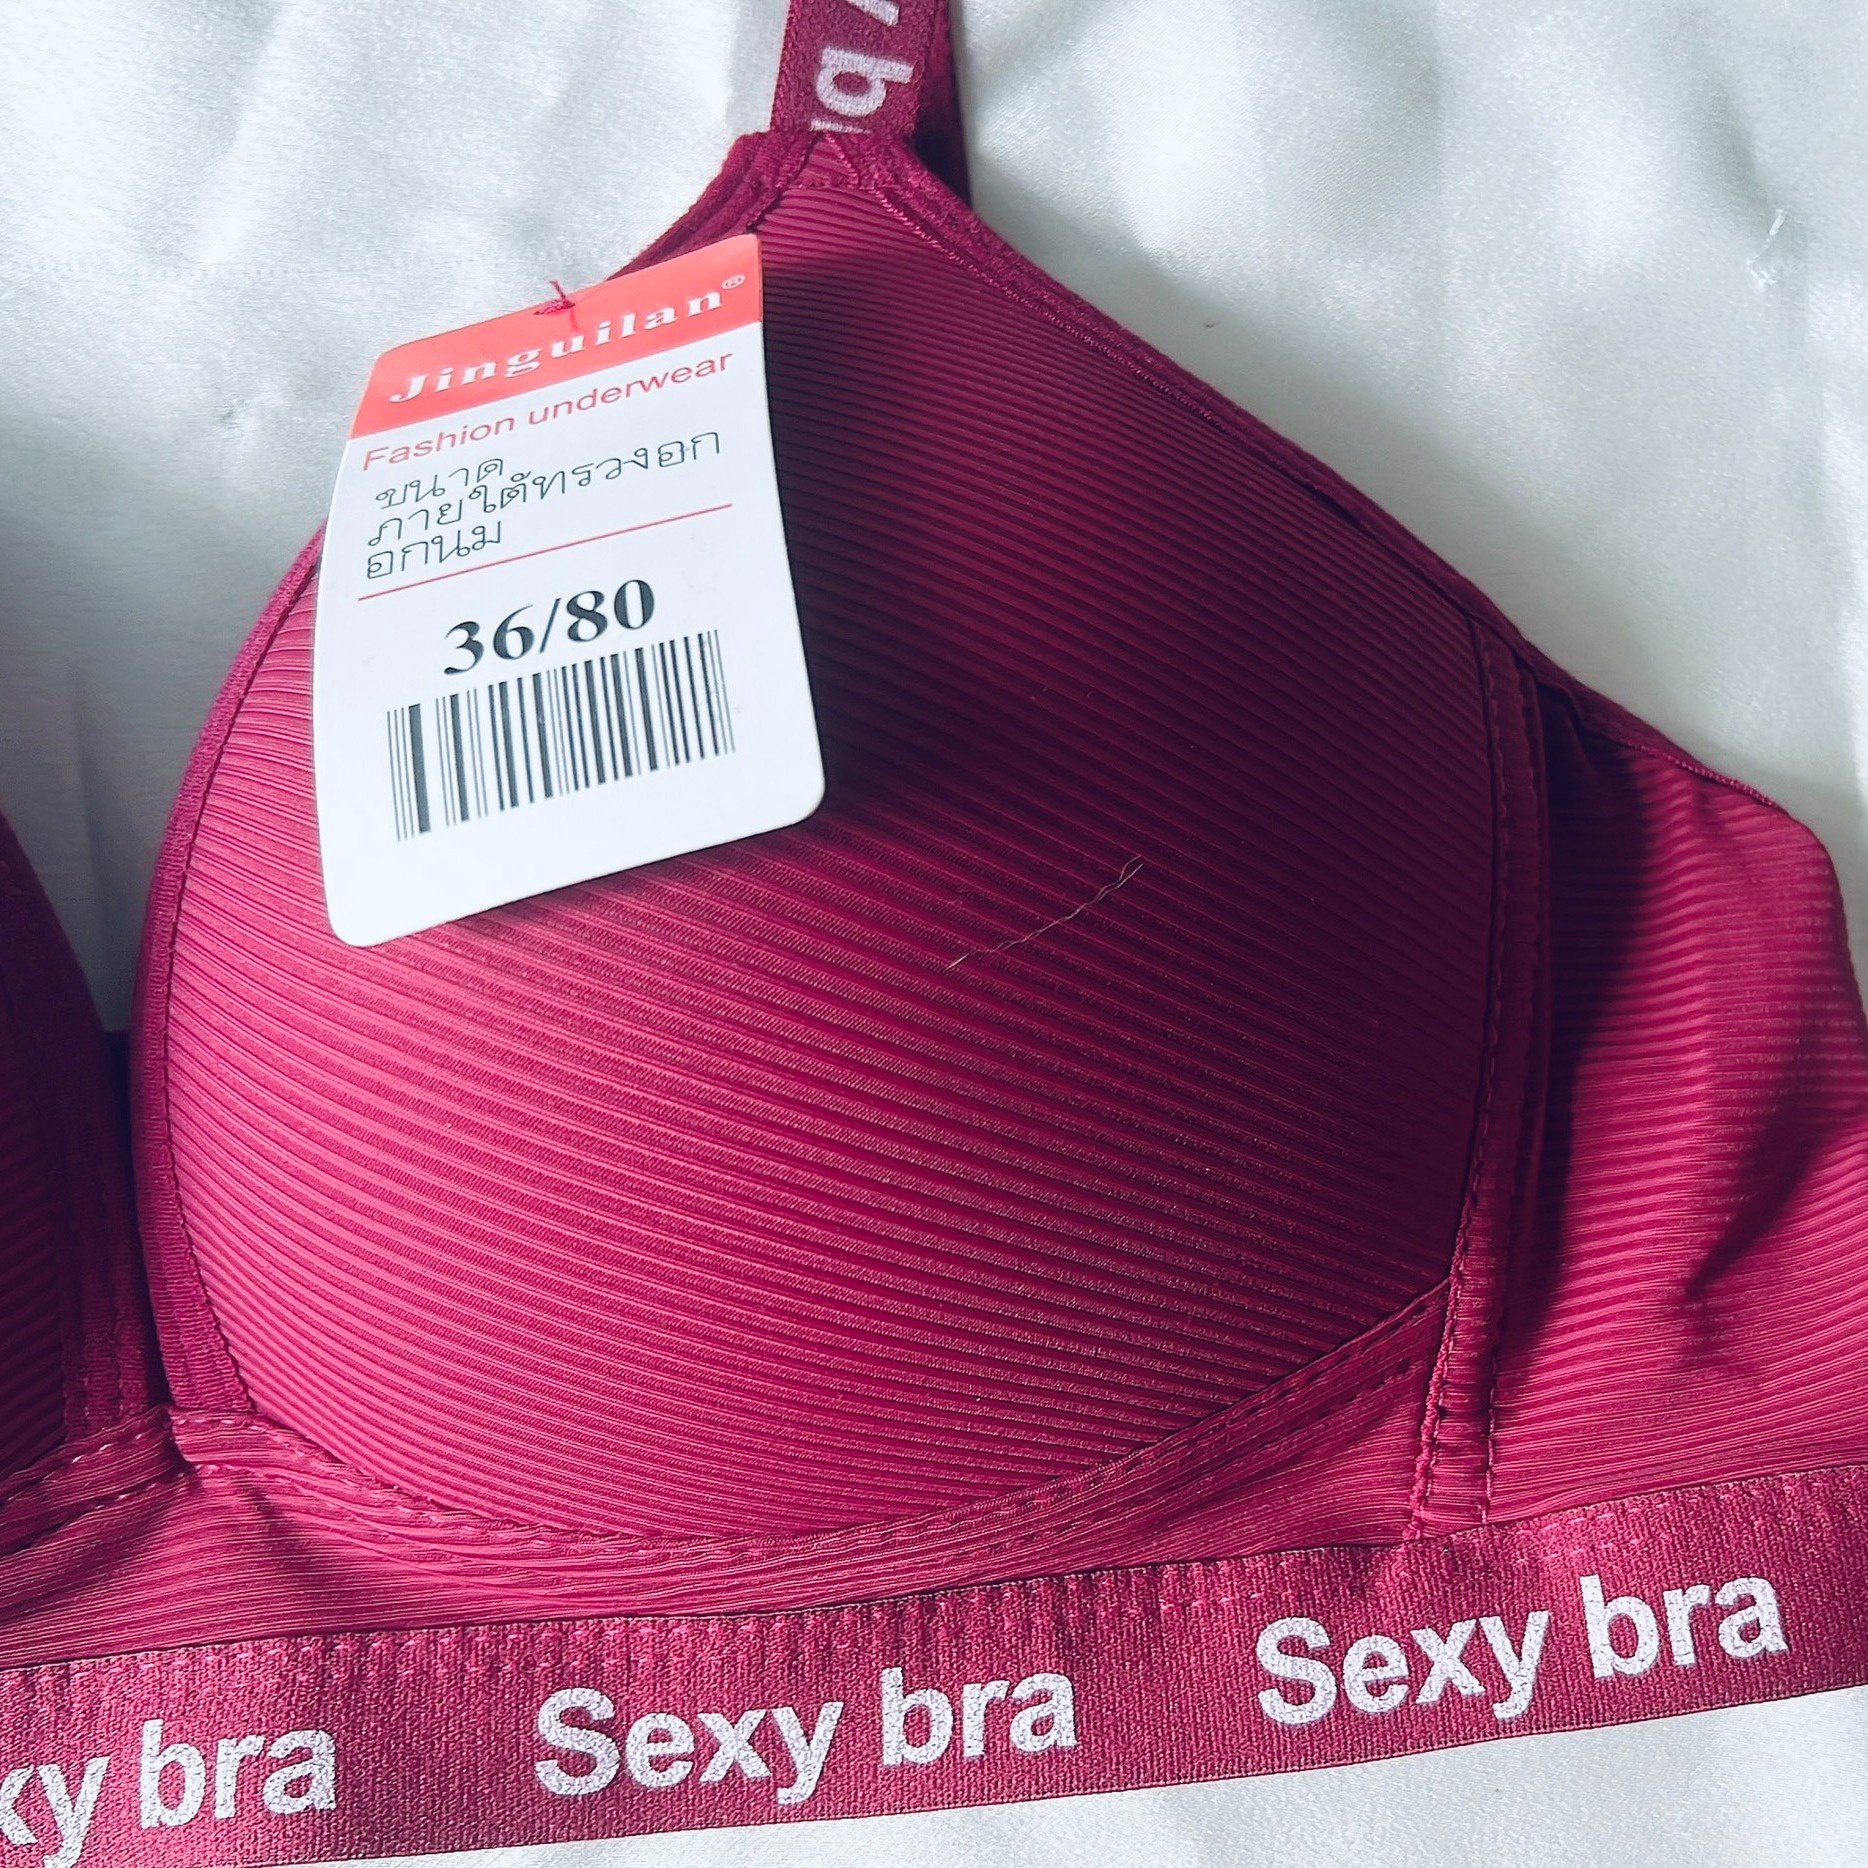 Jinguilan®
Fashion underwear
ขนาด
ภายใต้ทรวงอก
อกนม
36/80
Sexy bra
Sexy bra
bra